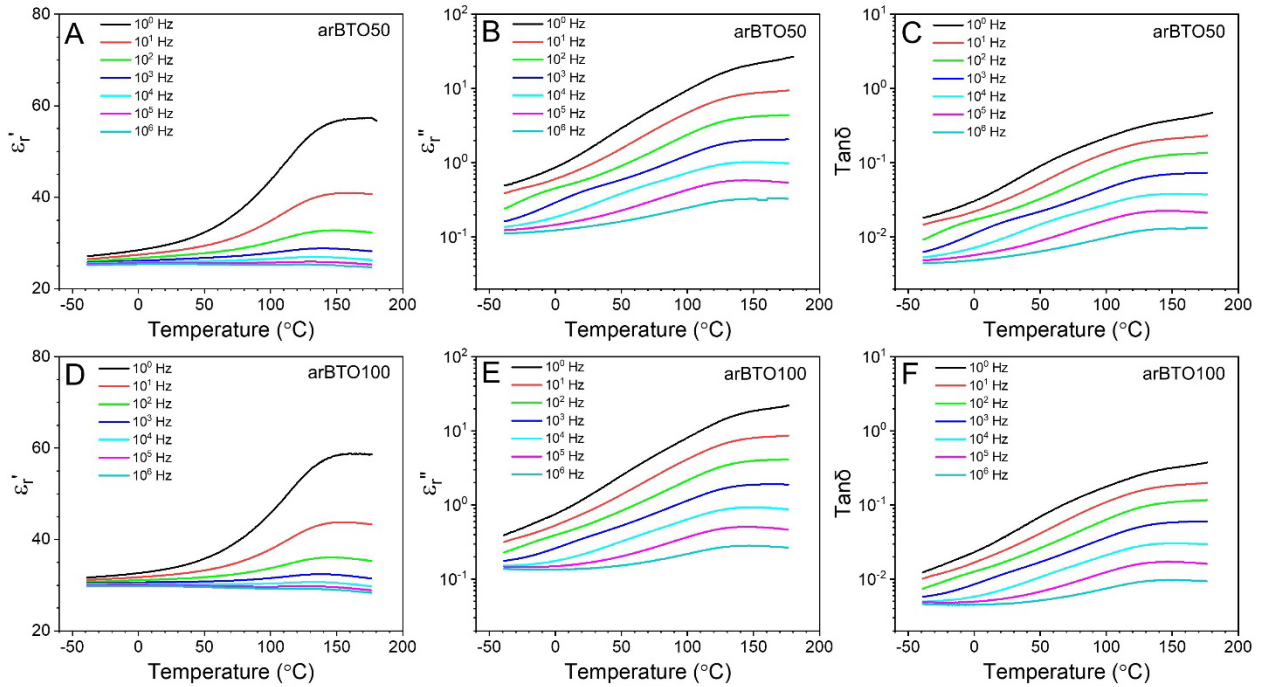 A
arBTO50
10⁰ Hz
10¹ Hz
10² Hz
10³ Hz
10⁴ Hz
10⁵ Hz
10⁶ Hz
80
60
40
20
εᵣ'
-50 0 50 100 150 200
Temperature (°C)
B
arBTO50
10⁰ Hz
10¹ Hz
10² Hz
10³ Hz
10⁴ Hz
10⁵ Hz
10⁶ Hz
10²
10¹
10⁰
10⁻¹
εᵣ''
-50 0 50 100 150 200
Temperature (°C)
C
arBTO50
10⁰ Hz
10¹ Hz
10² Hz
10³ Hz
10⁴ Hz
10⁵ Hz
10⁶ Hz
10¹
10⁰
10⁻¹
10⁻²
Tanδ
-50 0 50 100 150 200
Temperature (°C)
D
arBTO100
10⁰ Hz
10¹ Hz
10² Hz
10³ Hz
10⁴ Hz
10⁵ Hz
10⁶ Hz
80
60
40
20
εᵣ'
-50 0 50 100 150 200
Temperature (°C)
E
arBTO100
10⁰ Hz
10¹ Hz
10² Hz
10³ Hz
10⁴ Hz
10⁵ Hz
10⁶ Hz
10²
10¹
10⁰
10⁻¹
εᵣ''
-50 0 50 100 150 200
Temperature (°C)
F
arBTO100
10⁰ Hz
10¹ Hz
10² Hz
10³ Hz
10⁴ Hz
10⁵ Hz
10⁶ Hz
10¹
10⁰
10⁻¹
10⁻²
Tanδ
-50 0 50 100 150 200
Temperature (°C)